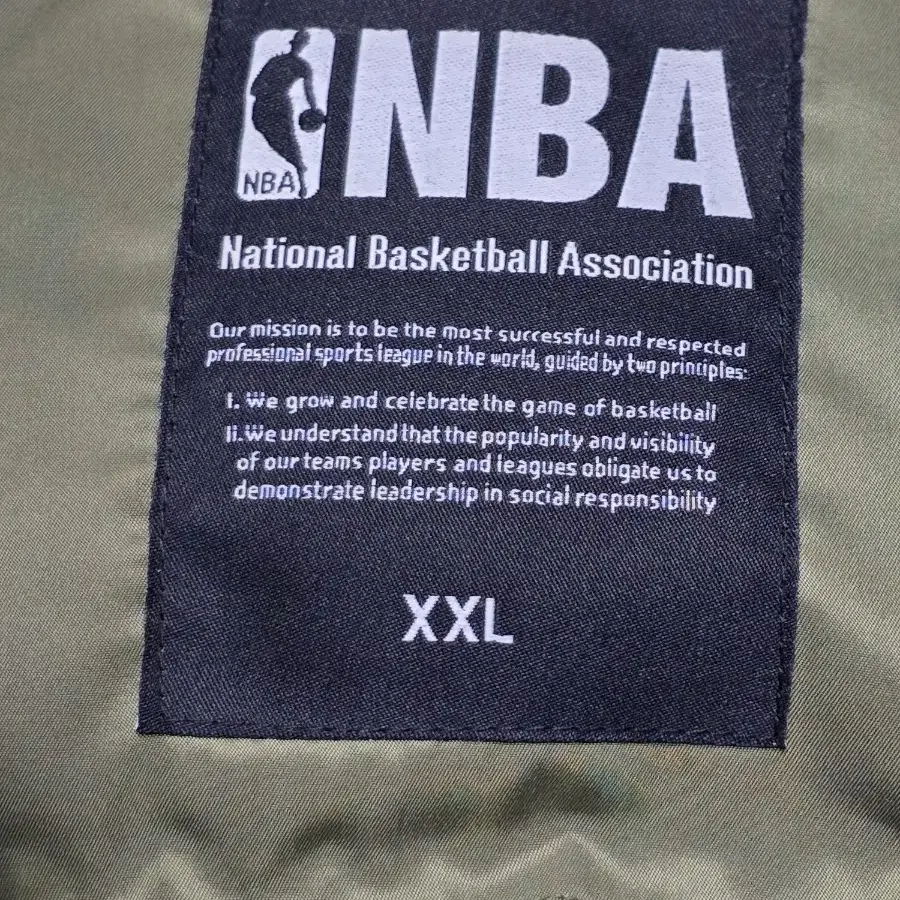 NBA
NBA
National Basketball Association
Our mission is to be the most successful and respected
professional sports league in the world, guided by two principles:
I. We grow and celebrate the game of basketball
II.We understand that the popularity and visibility
of our teams players and leagues obligate us to
demonstrate leadership in social responsibility
XXL